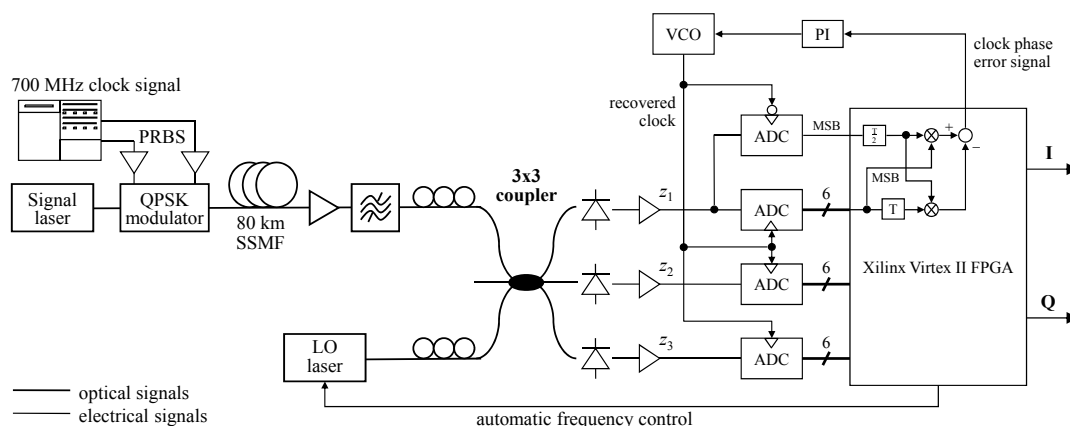 VCO
PI
clock phase
error signal
700 MHz clock signal
recovered
clock
PRBS
ADC
MSB
T
2
+
−
I
3x3
coupler
Signal
laser
QPSK
modulator
80 km
SSMF
z1
ADC
6
MSB
T
Xilinx Virtex II FPGA
z2
ADC
6
Q
LO
laser
z3
ADC
6
optical signals
electrical signals
automatic frequency control